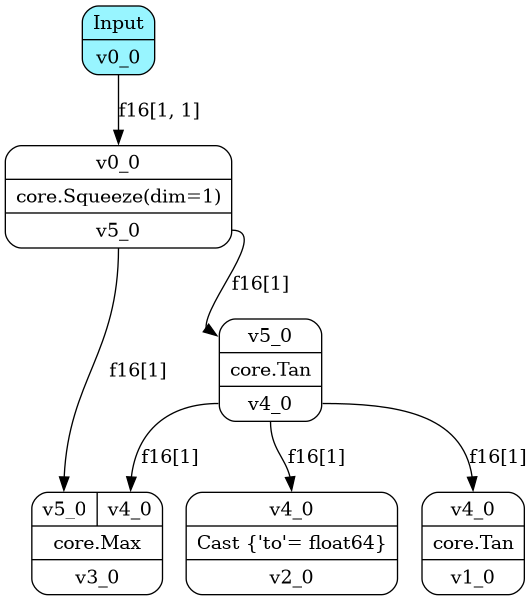 Input
v0_0
f16[1, 1]
v0_0
core.Squeeze(dim=1)
v5_0
f16[1]
v5_0
core.Tan
v4_0
f16[1]
f16[1]
f16[1]
f16[1]
v5_0 v4_0
core.Max
v3_0
v4_0
Cast {'to'= float64}
v2_0
v4_0
core.Tan
v1_0